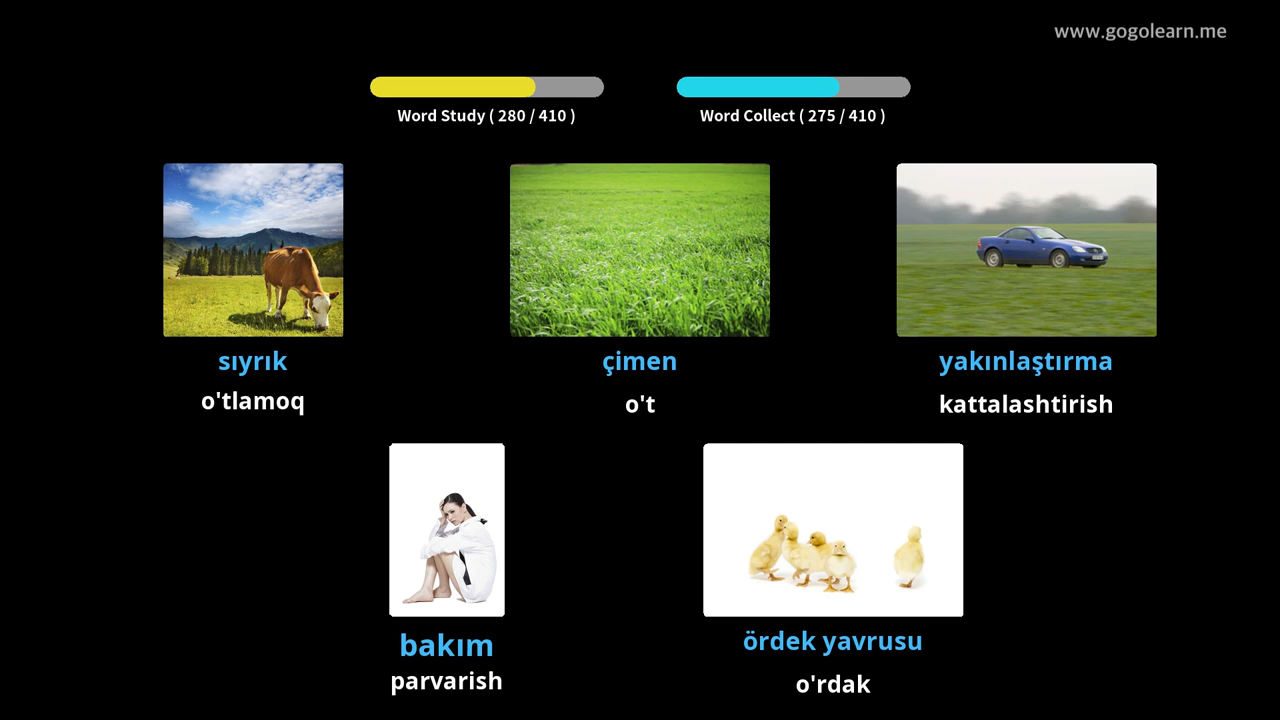 www.gogolearn.me
Word Study ( 280 / 410 )
Word Collect ( 275 / 410 )
sıyrık
o'tlamoq
çimen
o't
yakınlaştırma
kattalashtirish
bakım
parvarish
ördek yavrusu
o'rdak